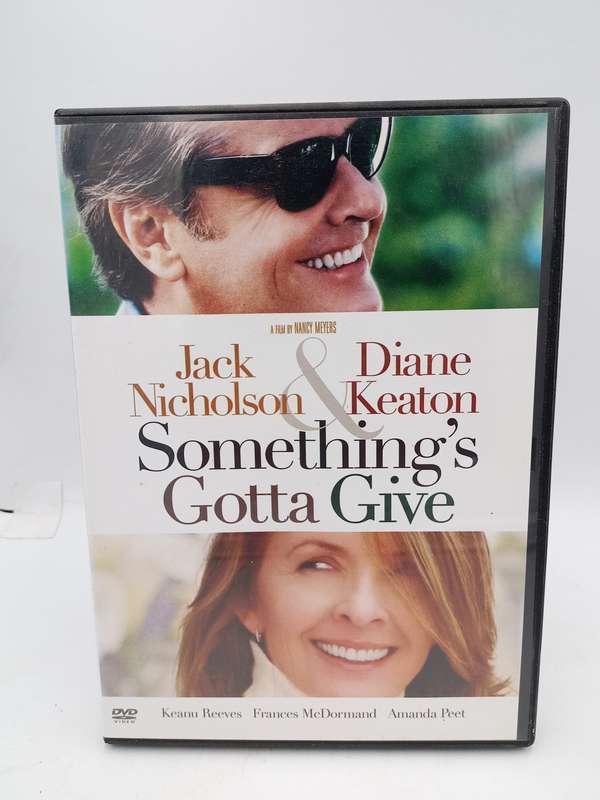 A FILM BY NANCY MEYERS
Jack & Diane
Nicholson Keaton
Something's
Gotta Give
DVD
VIDEO
Keanu Reeves Frances McDormand Amanda Peet